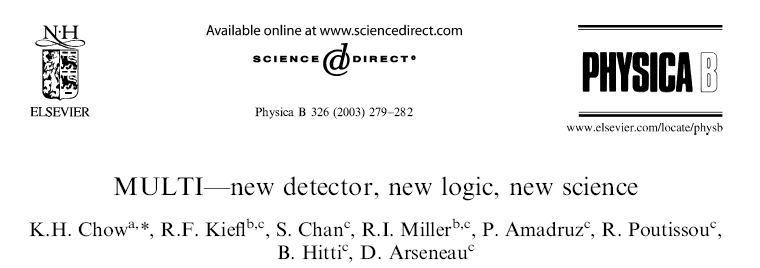 N·H
ELSEVIER
Available online at www.sciencedirect.com
SCIENCE @ DIRECT®
Physica B 326 (2003) 279–282
PHYSICA B
www.elsevier.com/locate/physb
MULTI—new detector, new logic, new science
K.H. Chowᵃ,*, R.F. Kieflᵇ,ᶜ, S. Chanᶜ, R.I. Millerᵇ,ᶜ, P. Amadruzᶜ, R. Poutissouᶜ,
B. Hittiᶜ, D. Arseneauᶜ